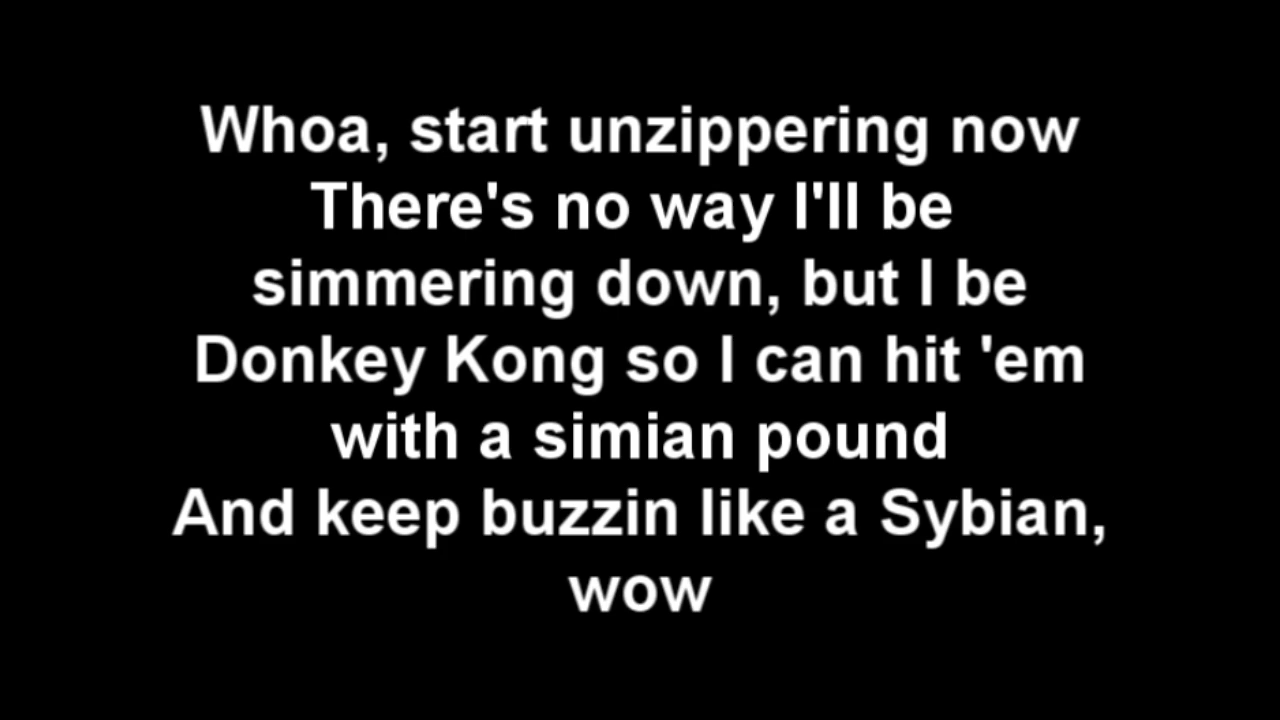 Whoa, start unzippering now
There's no way I'll be
simmering down, but I be
Donkey Kong so I can hit 'em
with a simian pound
And keep buzzin like a Sybian,
wow